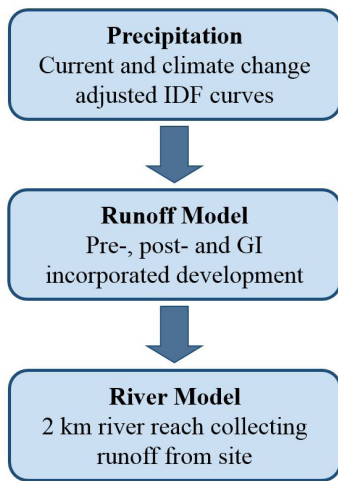 Precipitation
Current and climate change
adjusted IDF curves
Runoff Model
Pre-, post- and GI
incorporated development
River Model
2 km river reach collecting
runoff from site